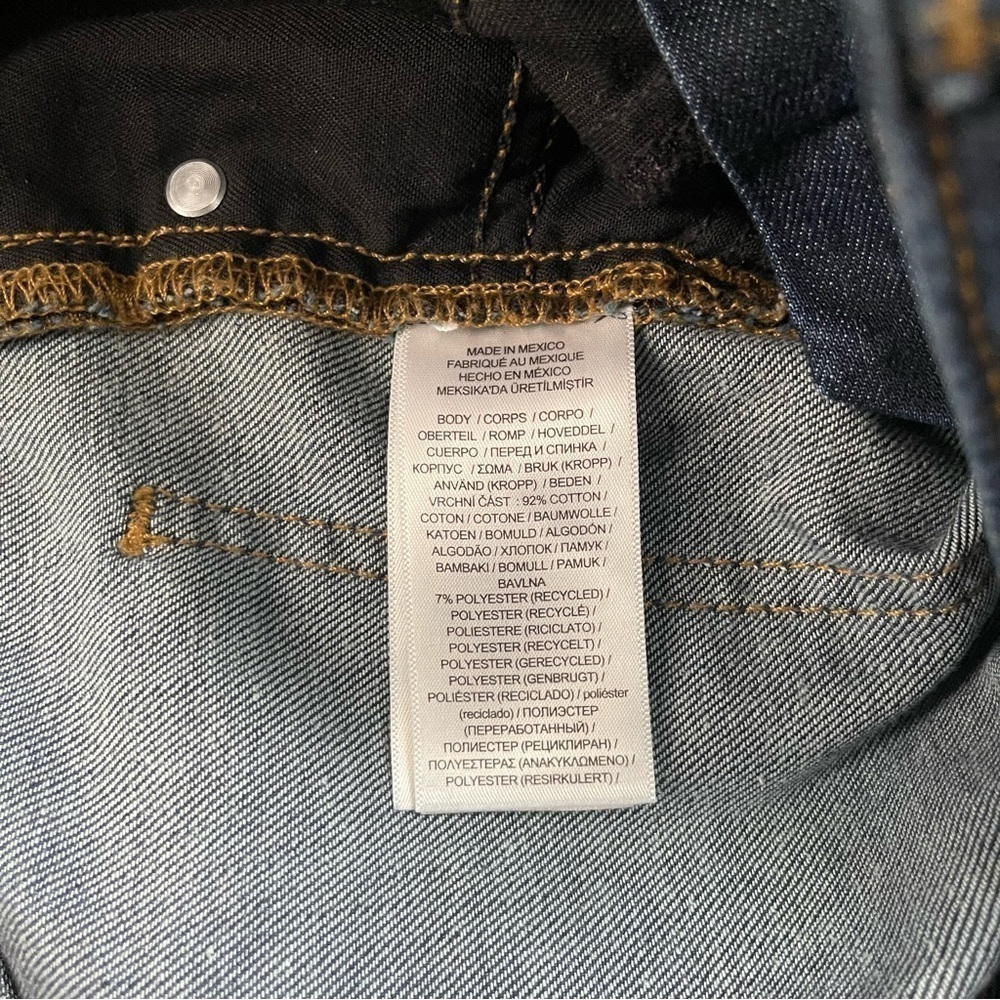 MADE IN MEXICO
FABRIQUÉ AU MEXIQUE
HECHO EN MÉXICO
MEKSIKA'DA ÜRETİLMİŞTİR
BODY / CORPS / CORPO /
OBERTEIL / ROMP / HOVEDDEL /
CUERPO / ПЕРЕД И СПИНКА /
КОРПУС / ΣΩΜΑ / BRUK (KROPP) /
ANVÄND (KROPP) / BEDEN /
VRCHNÍ ČÁST : 92% COTTON /
COTON / COTONE / BAUMWOLLE /
KATOEN / BOMULD / ALGODÓN /
ALGODÃO / ХЛОПОК / ПАМУК /
ΒΑΜΒΑΚΙ / BOMULL / PAMUK /
BAVLNA
7% POLYESTER (RECYCLED) /
POLYESTER (RECYCLÉ) /
POLIESTERE (RICICLATO) /
POLYESTER (RECYCELT) /
POLYESTER (GERECYCLED) /
POLYESTER (GENBRUGT) /
POLIÉSTER (RECICLADO) / poliéster
(reciclado) / ПОЛИЭСТЕР
(ПЕРЕРАБОТАННЫЙ) /
ПОЛИЕСТЕР (РЕЦИКЛИРАН) /
ΠΟΛΥΕΣΤΕΡΑΣ (ΑΝΑΚΥΚΛΩΜΕΝΟ) /
POLYESTER (RESIRKULERT) /